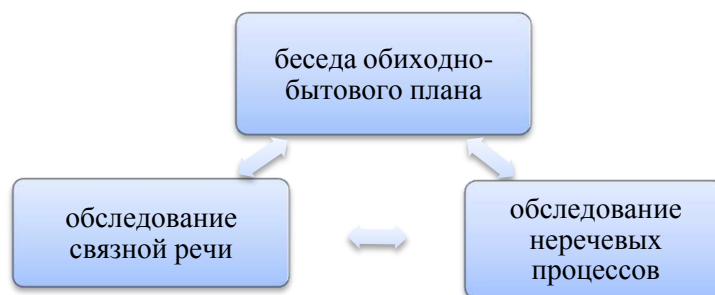 беседа обиходно-
бытового плана
обследование
связной речи
обследование
неречевых
процессов